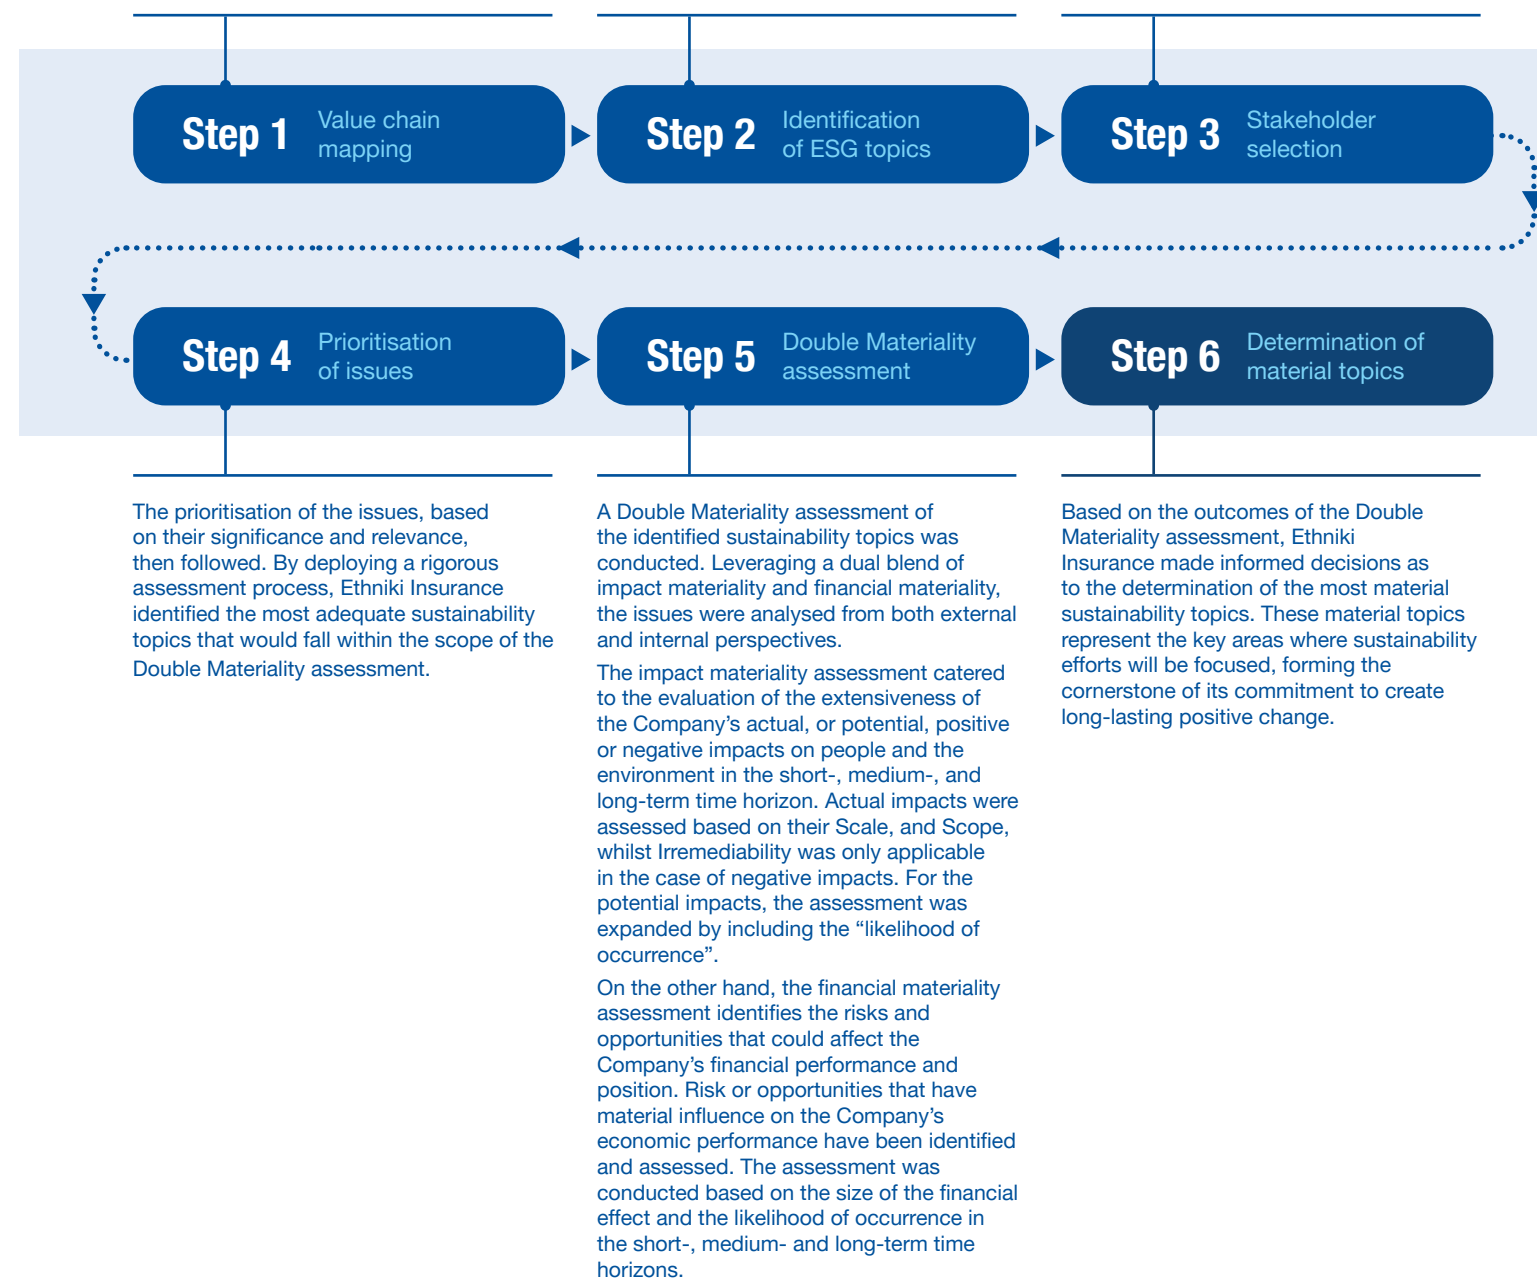 Step 1
Value chain
mapping
Step 2
Identification
of ESG topics
Step 3
Stakeholder
selection
Step 4
Prioritisation
of issues
Step 5
Double Materiality
assessment
Step 6
Determination of
material topics
The prioritisation of the issues, based
on their significance and relevance,
then followed. By deploying a rigorous
assessment process, Ethniki Insurance
identified the most adequate sustainability
topics that would fall within the scope of the
Double Materiality assessment.
A Double Materiality assessment of
the identified sustainability topics was
conducted. Leveraging a dual blend of
impact materiality and financial materiality,
the issues were analysed from both external
and internal perspectives.
The impact materiality assessment catered
to the evaluation of the extensiveness of
the Company’s actual, or potential, positive
or negative impacts on people and the
environment in the short-, medium-, and
long-term time horizon. Actual impacts were
assessed based on their Scale, and Scope,
whilst Irremediability was only applicable
in the case of negative impacts. For the
potential impacts, the assessment was
expanded by including the “likelihood of
occurrence”.
On the other hand, the financial materiality
assessment identifies the risks and
opportunities that could affect the
Company’s financial performance and
position. Risk or opportunities that have
material influence on the Company’s
economic performance have been identified
and assessed. The assessment was
conducted based on the size of the financial
effect and the likelihood of occurrence in
the short-, medium- and long-term time
horizons.
Based on the outcomes of the Double
Materiality assessment, Ethniki
Insurance made informed decisions as
to the determination of the most material
sustainability topics. These material topics
represent the key areas where sustainability
efforts will be focused, forming the
cornerstone of its commitment to create
long-lasting positive change.